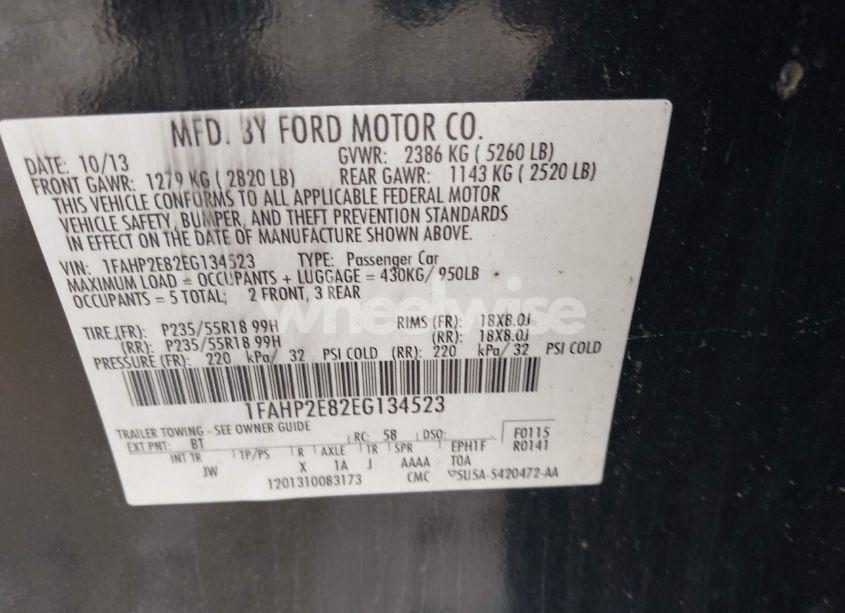 MFD. BY FORD MOTOR CO.
DATE: 10/13 GVWR: 2386 KG ( 5260 LB)
FRONT GAWR: 1279 KG ( 2820 LB) REAR GAWR: 1143 KG ( 2520 LB)
THIS VEHICLE CONFORMS TO ALL APPLICABLE FEDERAL MOTOR
VEHICLE SAFETY, BUMPER, AND THEFT PREVENTION STANDARDS
IN EFFECT ON THE DATE OF MANUFACTURE SHOWN ABOVE.
VIN: 1FAHP2E82EG134523 TYPE: Passenger Car
MAXIMUM LOAD = OCCUPANTS + LUGGAGE = 430KG/ 950LB
OCCUPANTS = 5 TOTAL; 2 FRONT, 3 REAR
wheelwise
TIRE,(FR): P235/55R18 99H RIMS (FR): 18X8.0J
(RR): P235/55R18 99H (RR): 18X8.0J
PRESSURE (FR): 220 kPa/ 32 PSI COLD (RR): 220 kPa/ 32 PSI COLD
1FAHP2E82EG134523
TRAILER TOWING - SEE OWNER GUIDE
EXT PNT: BT RC: 58 DSO: F0115
INT TR TP/PS R AXLE TR SPR EPH1F R0141
JW X 1A J AAAA TOA
1201310083173 CMC 5U5A-5420472-AA